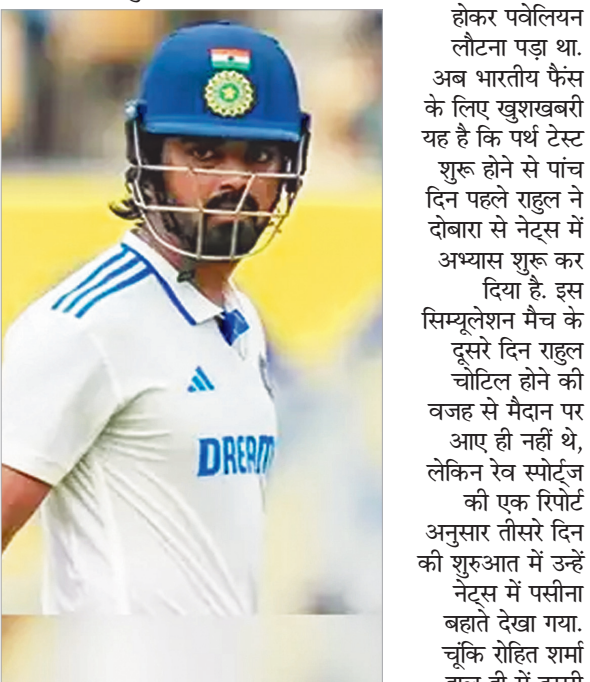 DREAM
होकर पवेलियन
लौटना पड़ा था.
अब भारतीय फैंस
के लिए खुशखबरी
यह है कि पर्थ टेस्ट
शुरू होने से पांच
दिन पहले राहुल ने
दोबारा से नेट्स में
अभ्यास शुरू कर
दिया है. इस
सिम्यूलेशन मैच के
दूसरे दिन राहुल
चोटिल होने की
वजह से मैदान पर
आए ही नहीं थे,
लेकिन रेव स्पोर्ट्ज
की एक रिपोर्ट
अनुसार तीसरे दिन
की शुरुआत में उन्हें
नेट्स में पसीना
बहाते देखा गया.
चूंकि रोहित शर्मा